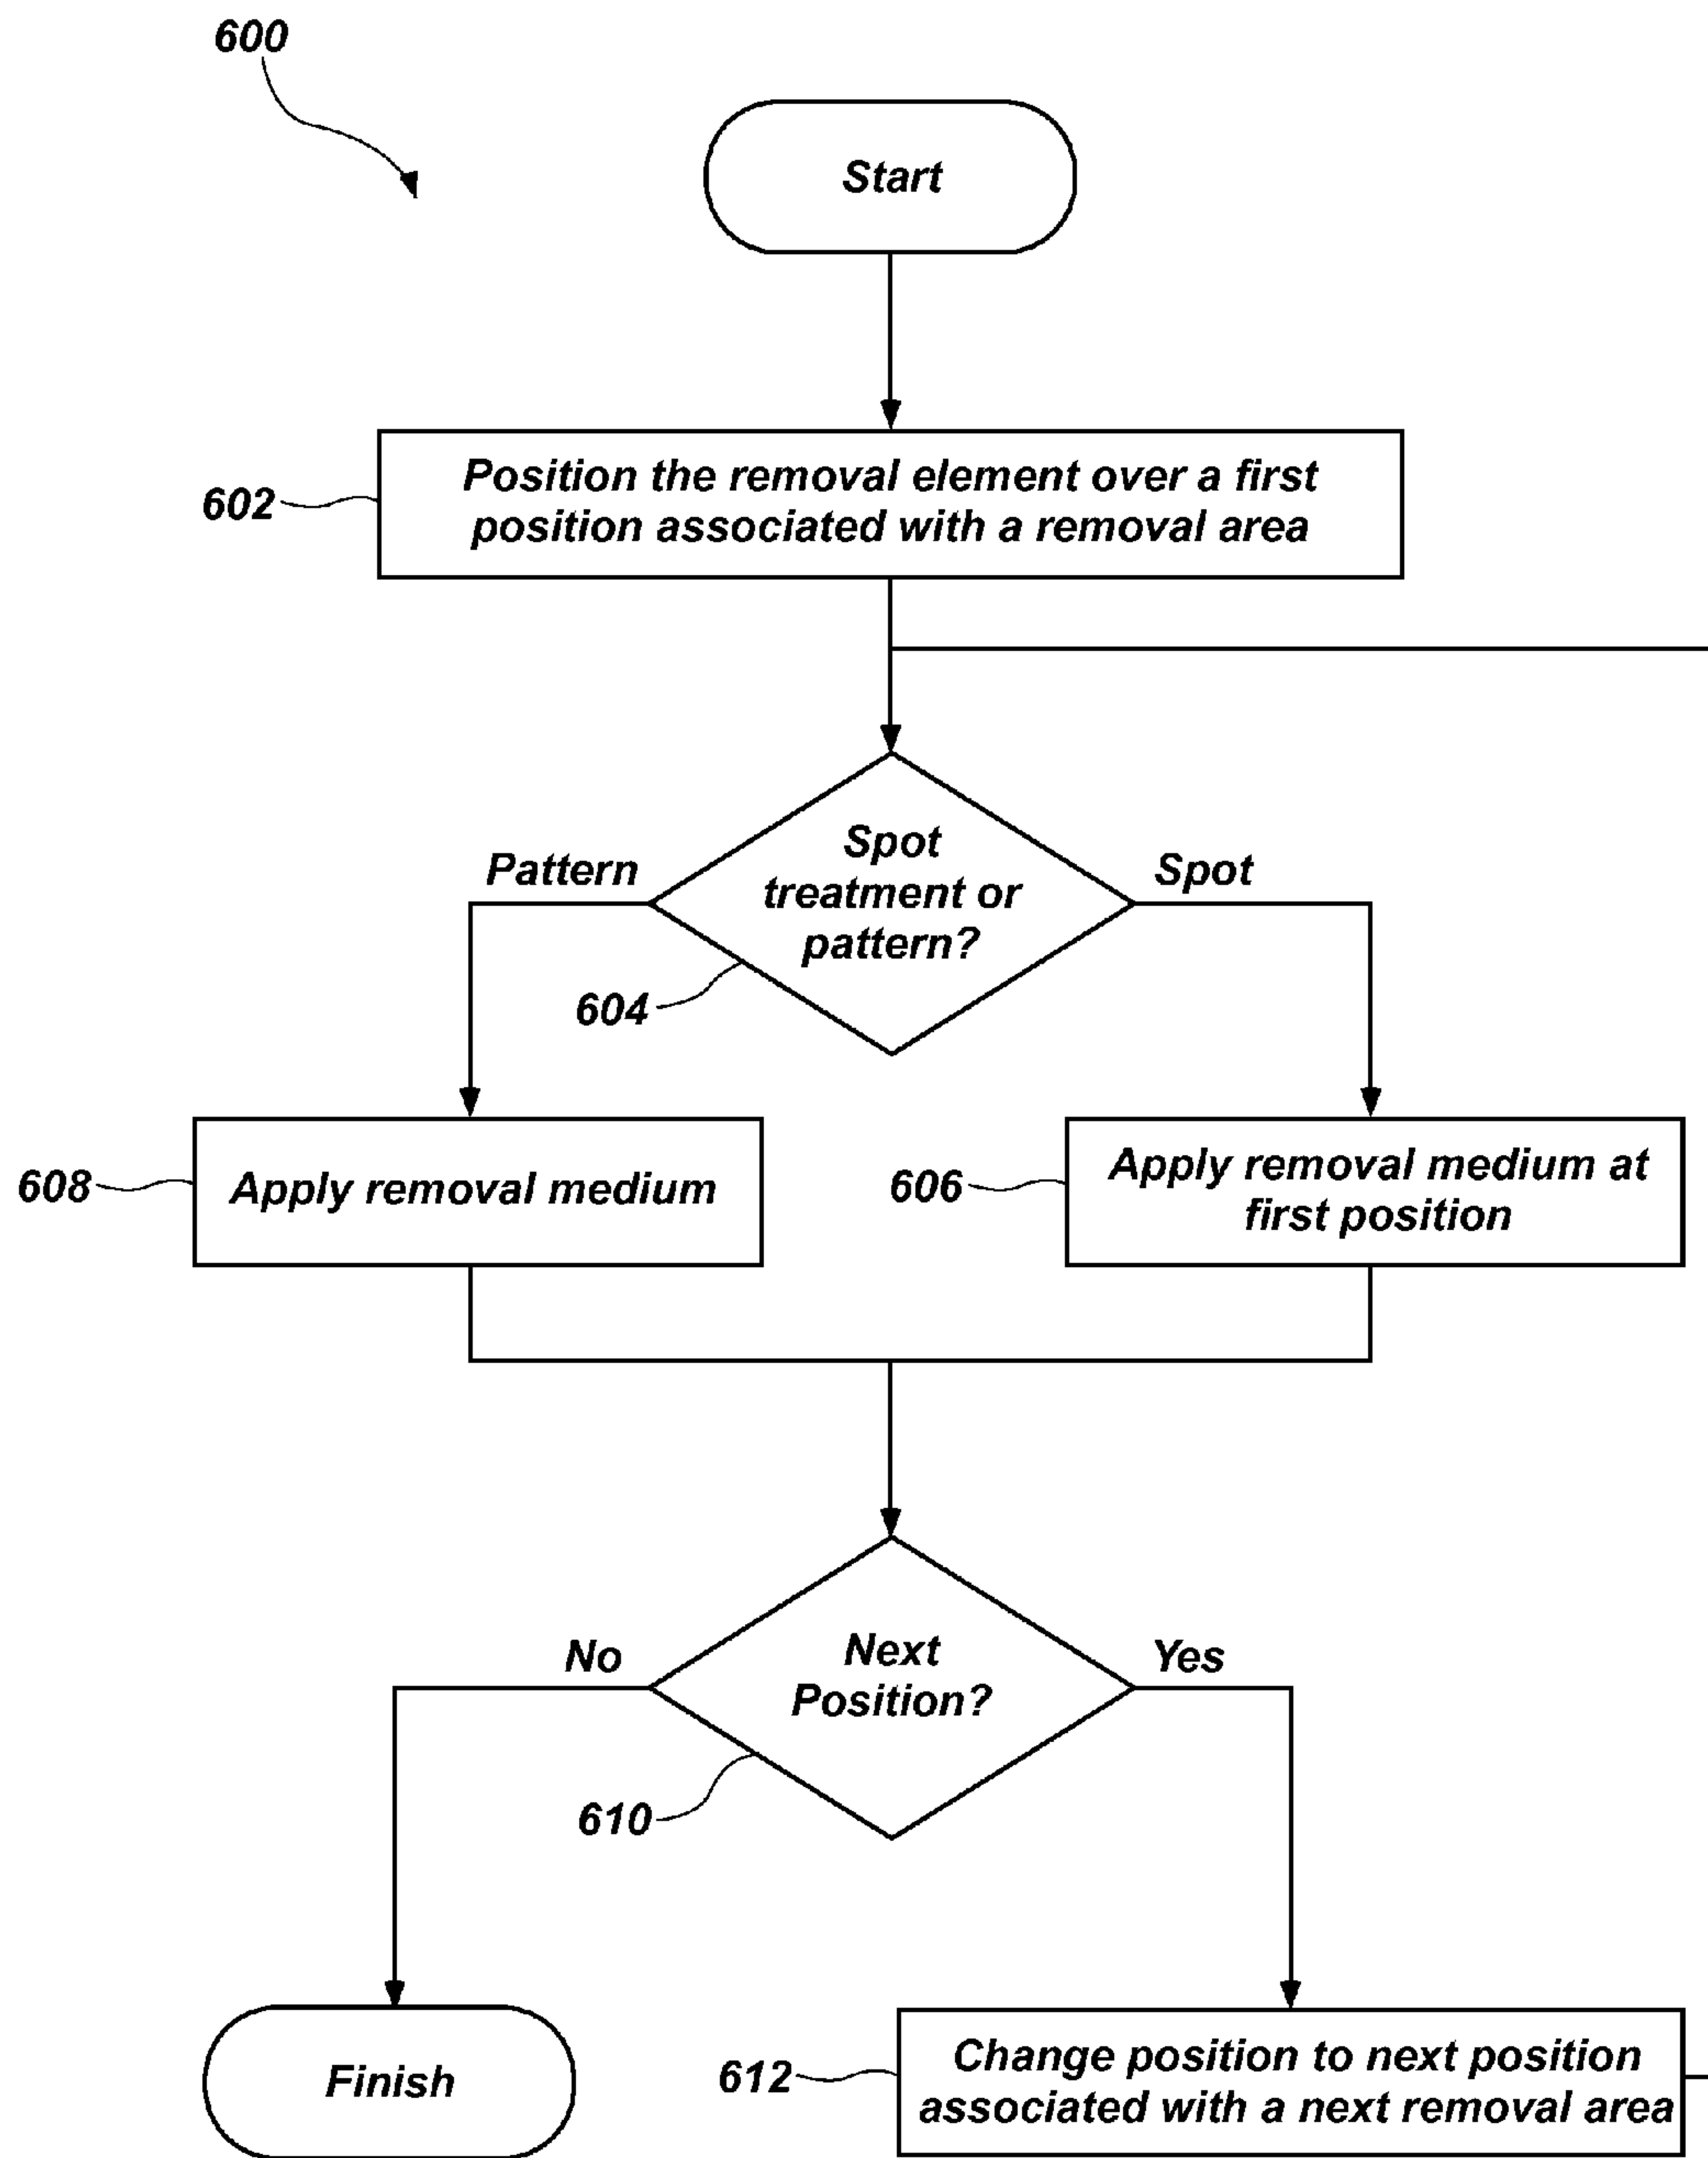 600
Start
602
Position the removal element over a first
position associated with a removal area
Pattern
Spot
treatment or
pattern?
Spot
604
608
Apply removal medium
606
Apply removal medium at
first position
No
Next
Position?
Yes
610
Finish
612
Change position to next position
associated with a next removal area